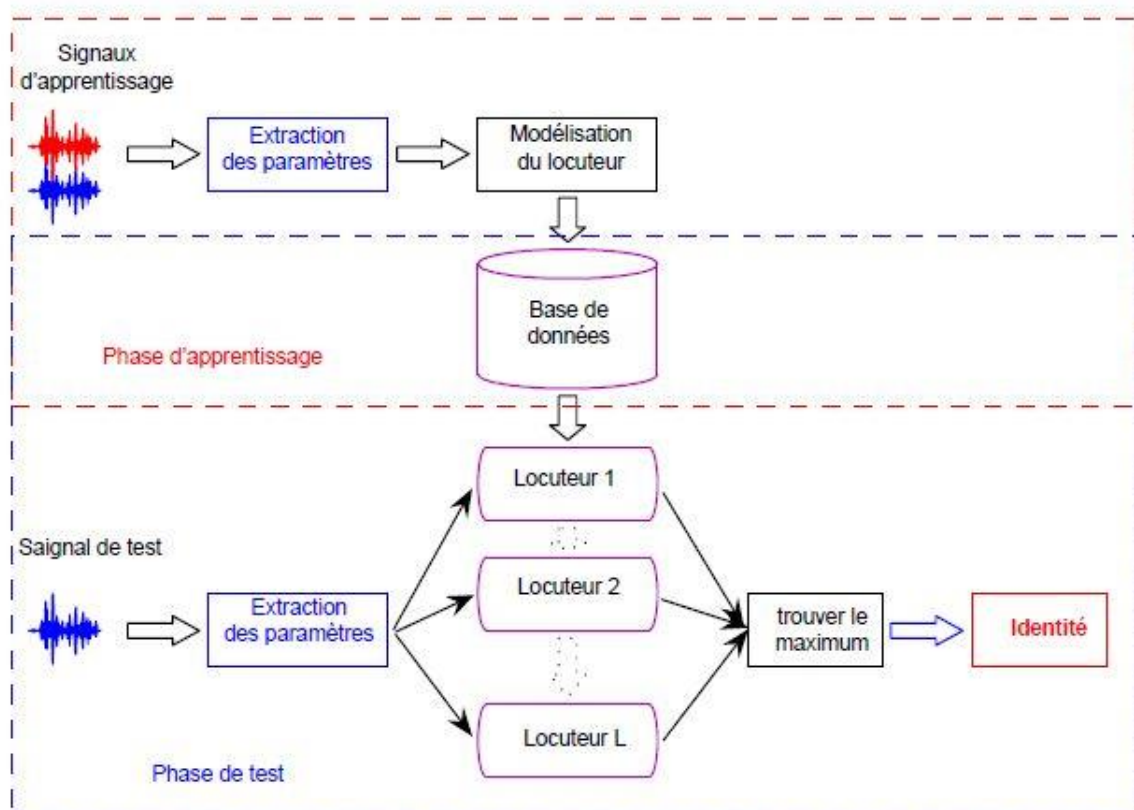 Signaux
d'apprentissage
Extraction
des paramètres
Modélisation
du locuteur
Base de
données
Phase d'apprentissage
Locuteur 1
Saignal de test
Extraction
des paramètres
Locuteur 2
trouver le
maximum
Identité
Locuteur L
Phase de test